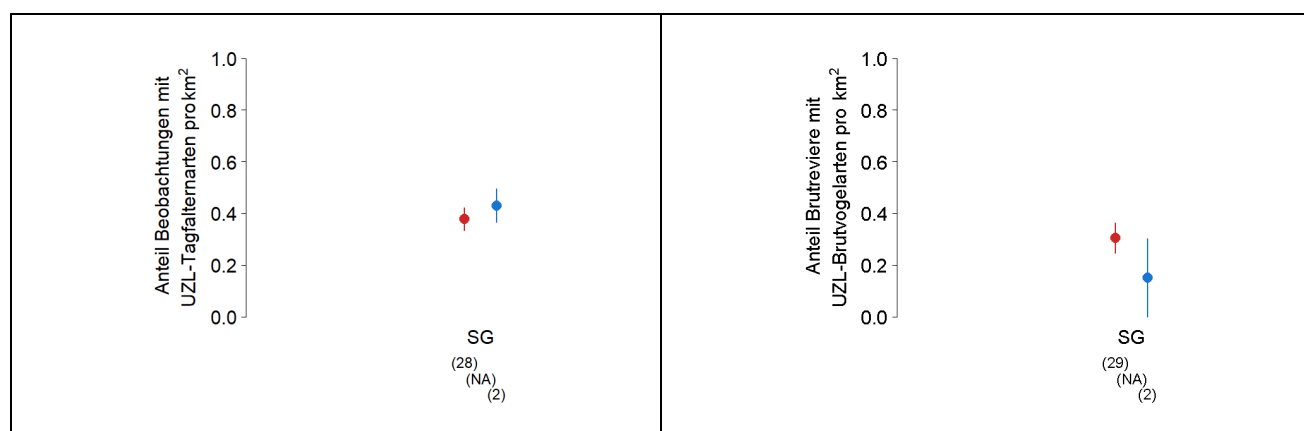 Anteil Beobachtungen mit
UZL-Tagfalternarten pro km²
1.0
0.8
0.6
0.4
0.2
0.0
SG
(28)
(NA)
(2)
Anteil Brutreviere mit
UZL-Brutvogelarten pro km²
1.0
0.8
0.6
0.4
0.2
0.0
SG
(29)
(NA)
(2)